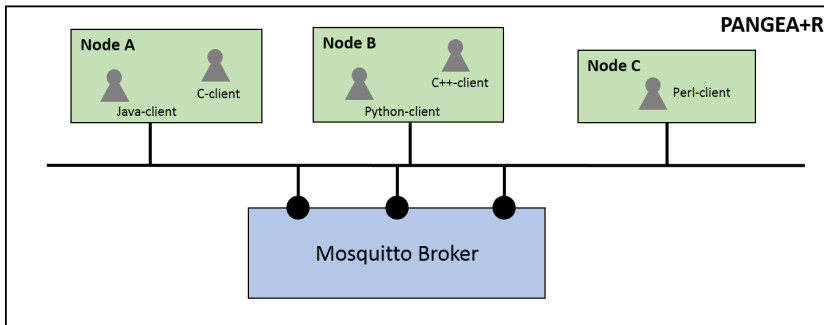 PANGEA+R
Node A
C-client
Java-client
Node B
C++-client
Python-client
Node C
Perl-client
Mosquitto Broker